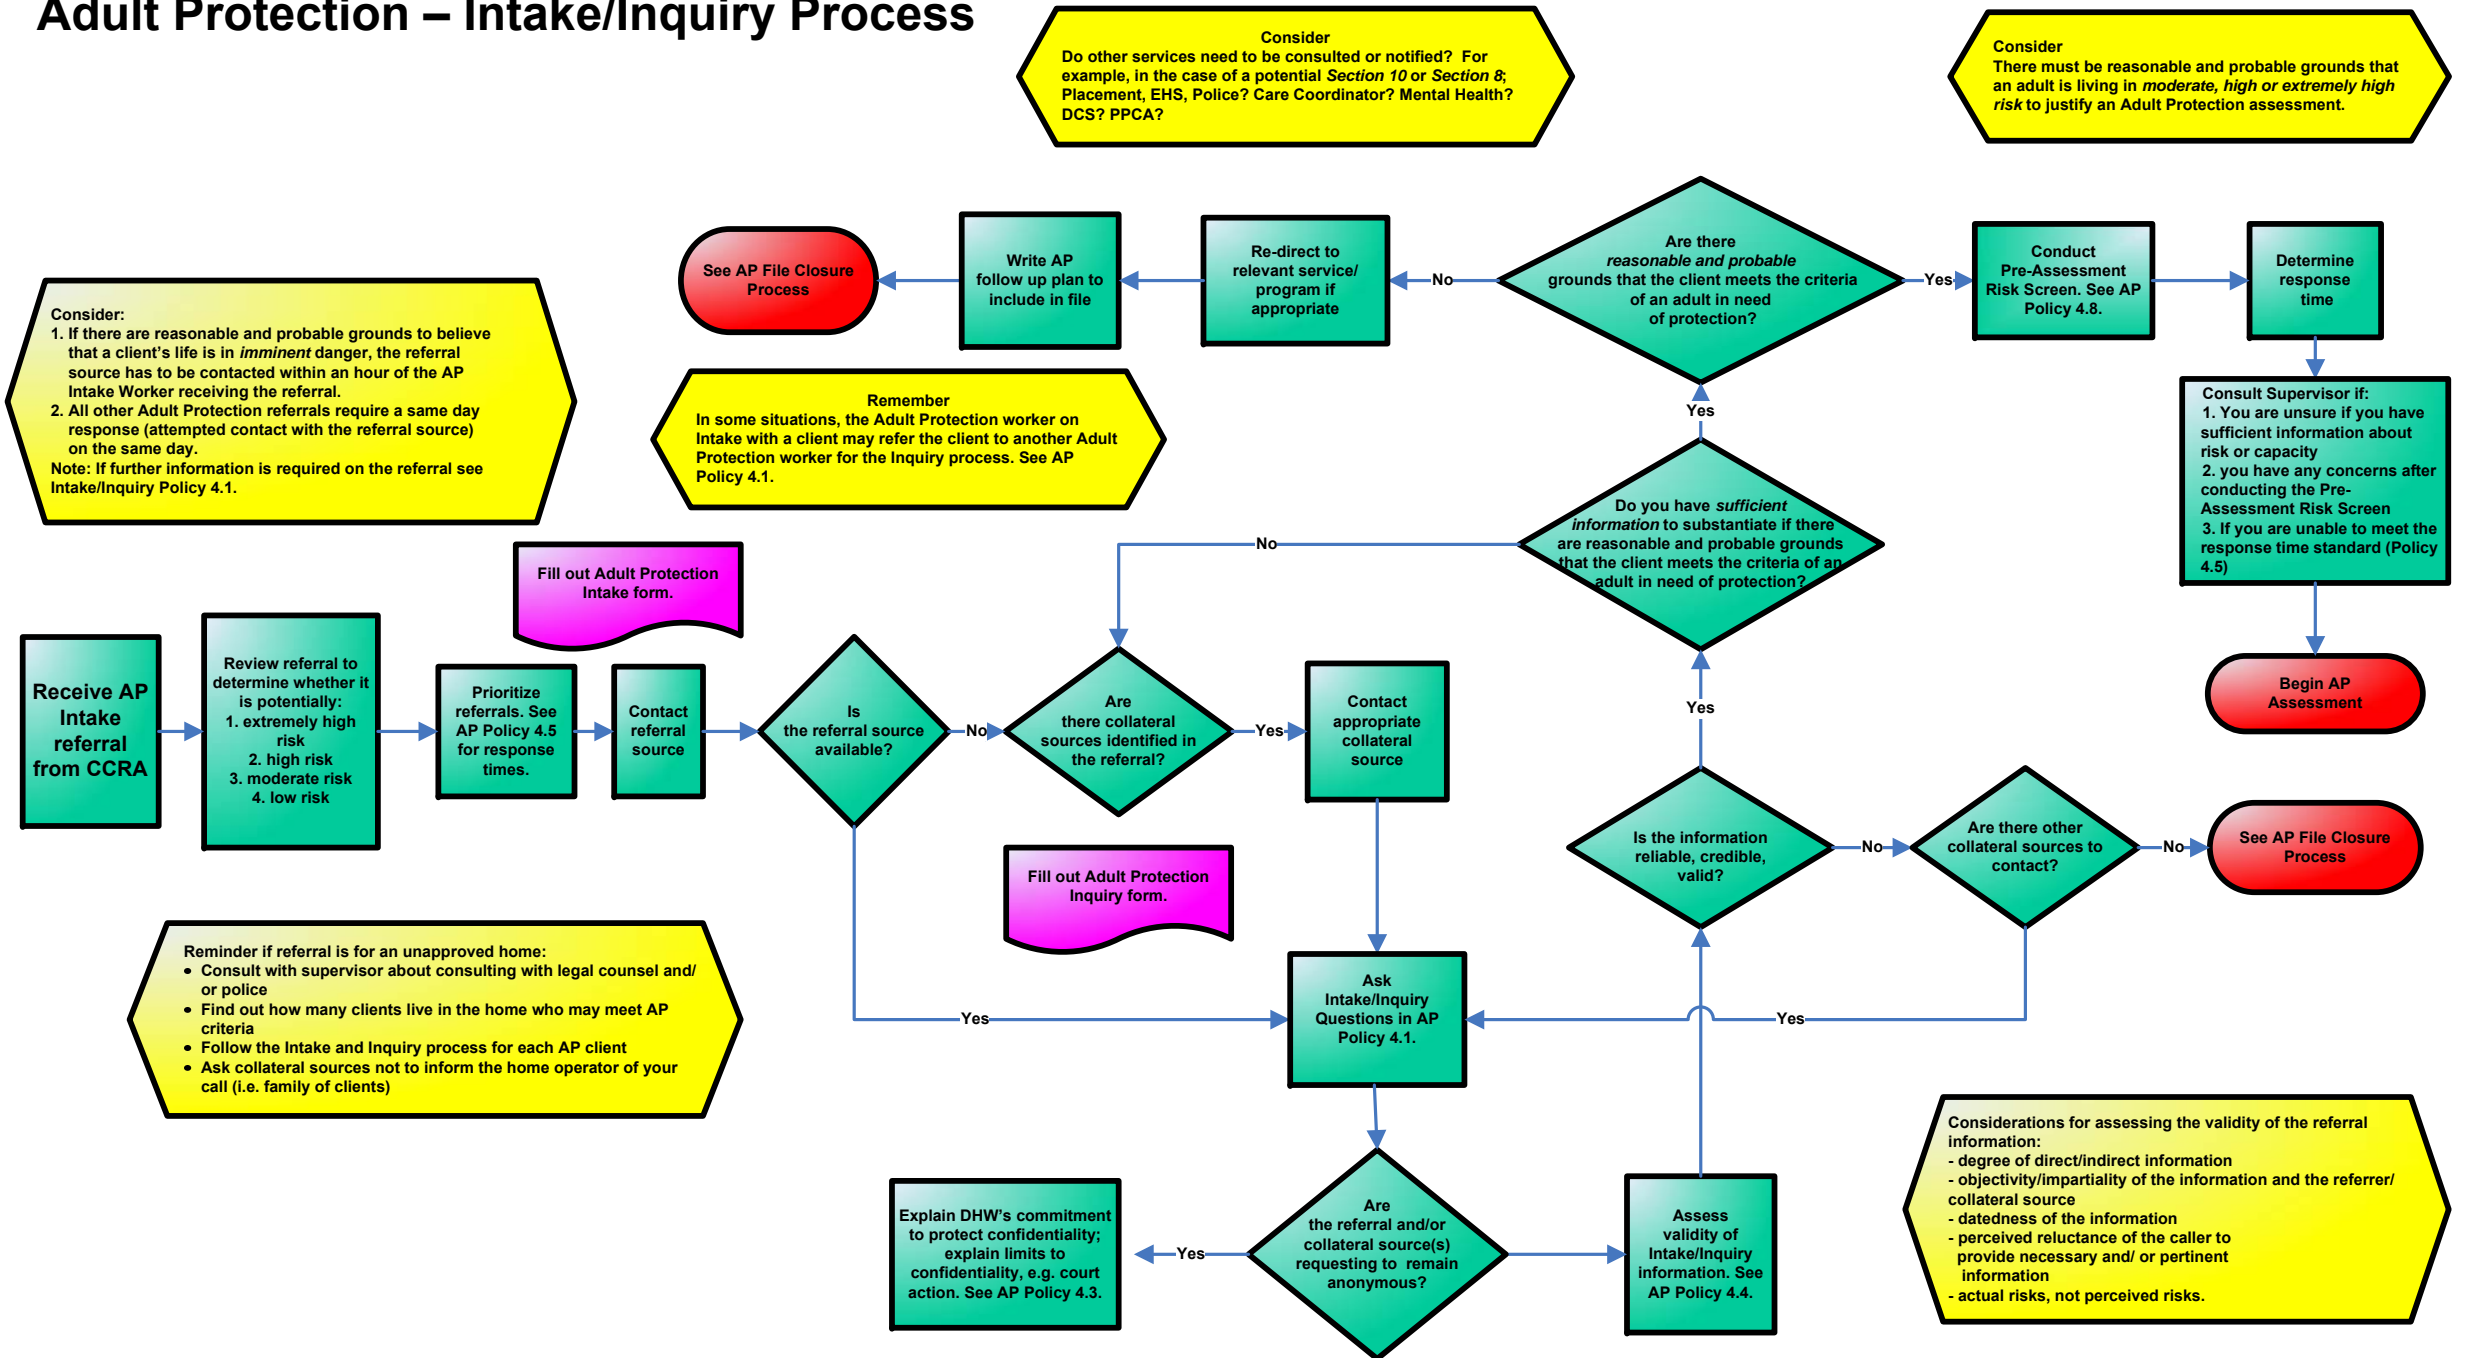 Adult Protection – Intake/Inquiry Process
Consider
Do other services need to be consulted or notified? For
example, in the case of a potential Section 10 or Section 8;
Placement, EHS, Police? Care Coordinator? Mental Health?
DCS? PPCA?
Consider
There must be reasonable and probable grounds that
an adult is living in moderate, high or extremely high
risk to justify an Adult Protection assessment.
See AP File Closure
Process
Write AP
follow up plan to
include in file
Re-direct to
relevant service/
program if
appropriate
No
Are there
reasonable and probable
grounds that the client meets the criteria
of an adult in need
of protection?
Yes
Conduct
Pre-Assessment
Risk Screen. See AP
Policy 4.8.
Determine
response
time
Consider:
1. If there are reasonable and probable grounds to believe
that a client's life is in imminent danger, the referral
source has to be contacted within an hour of the AP
Intake Worker receiving the referral.
2. All other Adult Protection referrals require a same day
response (attempted contact with the referral source)
on the same day.
Note: If further information is required on the referral see
Intake/Inquiry Policy 4.1.
Remember
In some situations, the Adult Protection worker on
Intake with a client may refer the client to another Adult
Protection worker for the Inquiry process. See AP
Policy 4.1.
Yes
Consult Supervisor if:
1. You are unsure if you have
sufficient information about
risk or capacity
2. you have any concerns after
conducting the Pre-
Assessment Risk Screen
3. If you are unable to meet the
response time standard (Policy
4.5)
Do you have sufficient
information to substantiate if there
are reasonable and probable grounds
that the client meets the criteria of an
adult in need of protection?
No
Fill out Adult Protection
Intake form.
Receive AP
Intake
referral
from CCRA
Review referral to
determine whether it
is potentially:
1. extremely high
risk
2. high risk
3. moderate risk
4. low risk
Prioritize
referrals. See
AP Policy 4.5
for response
times.
Contact
referral
source
Is
the referral source
available?
No
Are
there collateral
sources identified in
the referral?
Yes
Contact
appropriate
collateral
source
Yes
Begin AP
Assessment
Is the information
reliable, credible,
valid?
No
Are there other
collateral sources to
contact?
No
See AP File Closure
Process
Fill out Adult Protection
Inquiry form.
Reminder if referral is for an unapproved home:
• Consult with supervisor about consulting with legal counsel and/
or police
• Find out how many clients live in the home who may meet AP
criteria
• Follow the Intake and Inquiry process for each AP client
• Ask collateral sources not to inform the home operator of your
call (i.e. family of clients)
Yes
Ask
Intake/Inquiry
Questions in AP
Policy 4.1.
Yes
Explain DHW's commitment
to protect confidentiality;
explain limits to
confidentiality, e.g. court
action. See AP Policy 4.3.
Yes
Are
the referral and/or
collateral source(s)
requesting to remain
anonymous?
Assess
validity of
Intake/Inquiry
information. See
AP Policy 4.4.
Considerations for assessing the validity of the referral
information:
- degree of direct/indirect information
- objectivity/impartiality of the information and the referrer/
collateral source
- datedness of the information
- perceived reluctance of the caller to
provide necessary and/ or pertinent
information
- actual risks, not perceived risks.